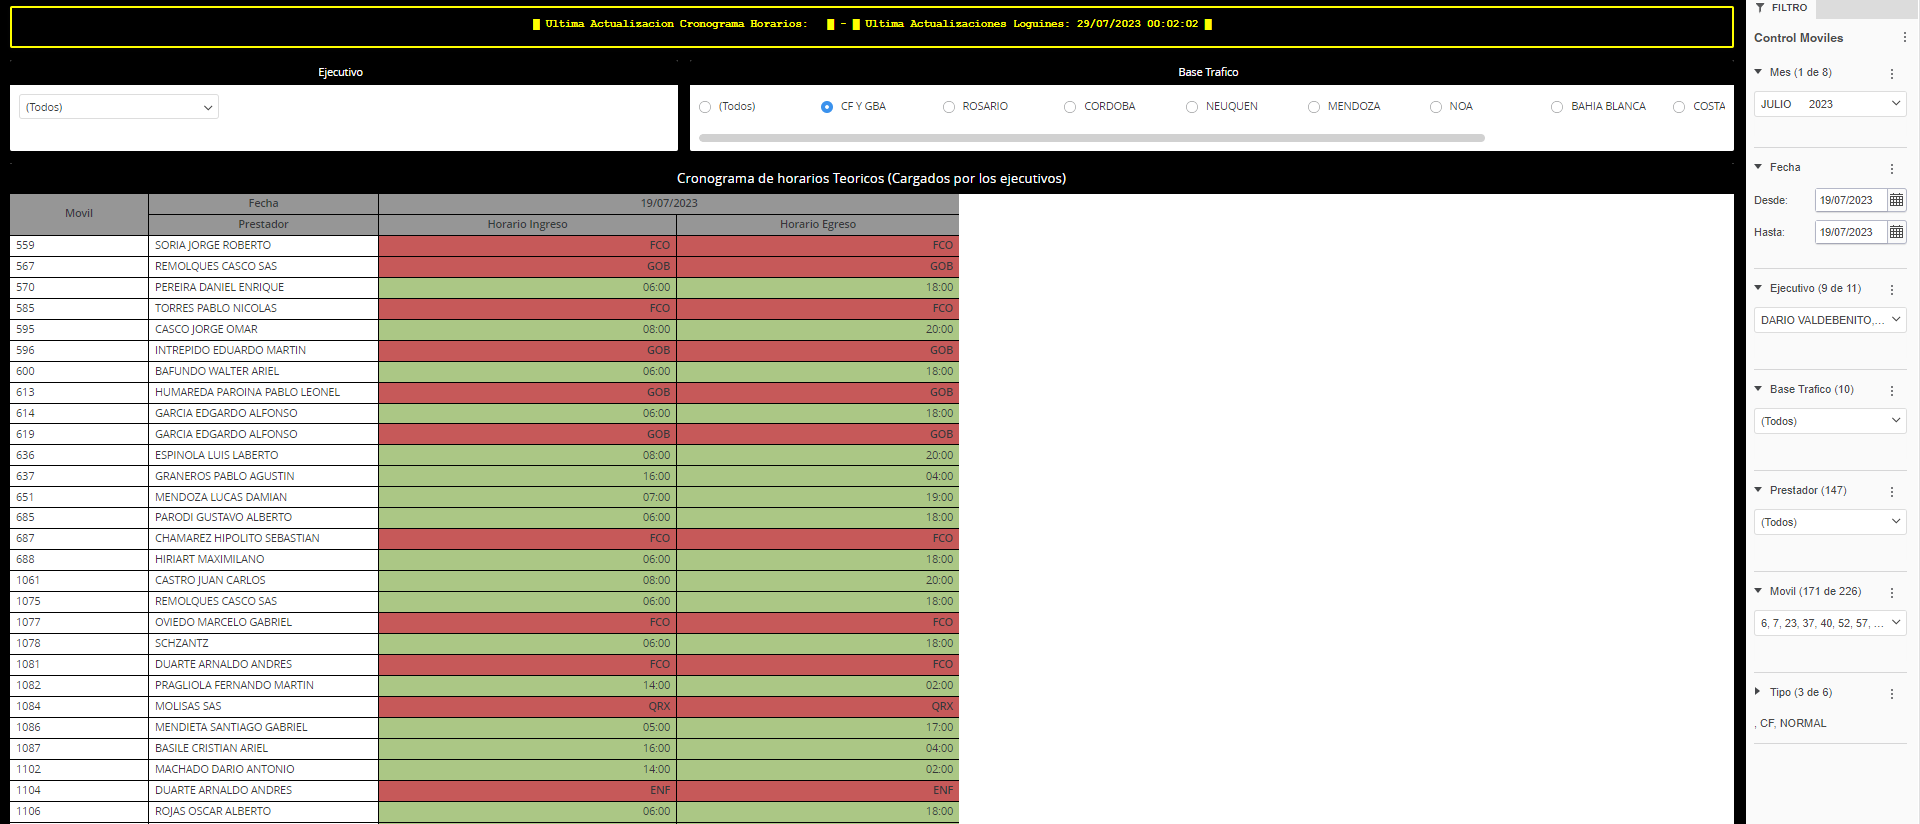 Ultima Actualizacion Cronograma Horarios: - Ultima Actualizaciones Loguines: 29/07/2023 00:02:02
Ejecutivo
(Todos)
Base Trafico
(Todos) CF Y GBA ROSARIO CORDOBA NEUQUEN MENDOZA NOA BAHIA BLANCA COSTA
Cronograma de horarios Teoricos (Cargados por los ejecutivos)
Movil Fecha 19/07/2023
Prestador Horario Ingreso Horario Egreso
559 SORIA JORGE ROBERTO FCO FCO
567 REMOLQUES CASCO SAS GOB GOB
570 PEREIRA DANIEL ENRIQUE 06:00 18:00
585 TORRES PABLO NICOLAS FCO FCO
595 CASCO JORGE OMAR 08:00 20:00
596 INTREPIDO EDUARDO MARTIN GOB GOB
600 BAFUNDO WALTER ARIEL 06:00 18:00
613 HUMAREDA PAROINA PABLO LEONEL GOB GOB
614 GARCIA EDGARDO ALFONSO 06:00 18:00
619 GARCIA EDGARDO ALFONSO GOB GOB
636 ESPINOLA LUIS LABERTO 08:00 20:00
637 GRANEROS PABLO AGUSTIN 16:00 04:00
651 MENDOZA LUCAS DAMIAN 07:00 19:00
685 PARODI GUSTAVO ALBERTO 06:00 18:00
687 CHAMAREZ HIPOLITO SEBASTIAN FCO FCO
688 HIRIART MAXIMILANO 06:00 18:00
1061 CASTRO JUAN CARLOS 08:00 20:00
1075 REMOLQUES CASCO SAS 06:00 18:00
1077 OVIEDO MARCELO GABRIEL FCO FCO
1078 SCHZANTZ 06:00 18:00
1081 DUARTE ARNALDO ANDRES FCO FCO
1082 PRAGLIOLA FERNANDO MARTIN 14:00 02:00
1084 MOLISAS SAS QRX QRX
1086 MENDIETA SANTIAGO GABRIEL 05:00 17:00
1087 BASILE CRISTIAN ARIEL 16:00 04:00
1102 MACHADO DARIO ANTONIO 14:00 02:00
1104 DUARTE ARNALDO ANDRES ENF ENF
1106 ROJAS OSCAR ALBERTO 06:00 18:00
FILTRO
Control Moviles
Mes (1 de 8)
JULIO 2023
Fecha
Desde: 19/07/2023
Hasta: 19/07/2023
Ejecutivo (9 de 11)
DARIO VALDEBENITO,...
Base Trafico (10)
(Todos)
Prestador (147)
(Todos)
Movil (171 de 226)
6, 7, 23, 37, 40, 52, 57, ...
Tipo (3 de 6)
, CF, NORMAL